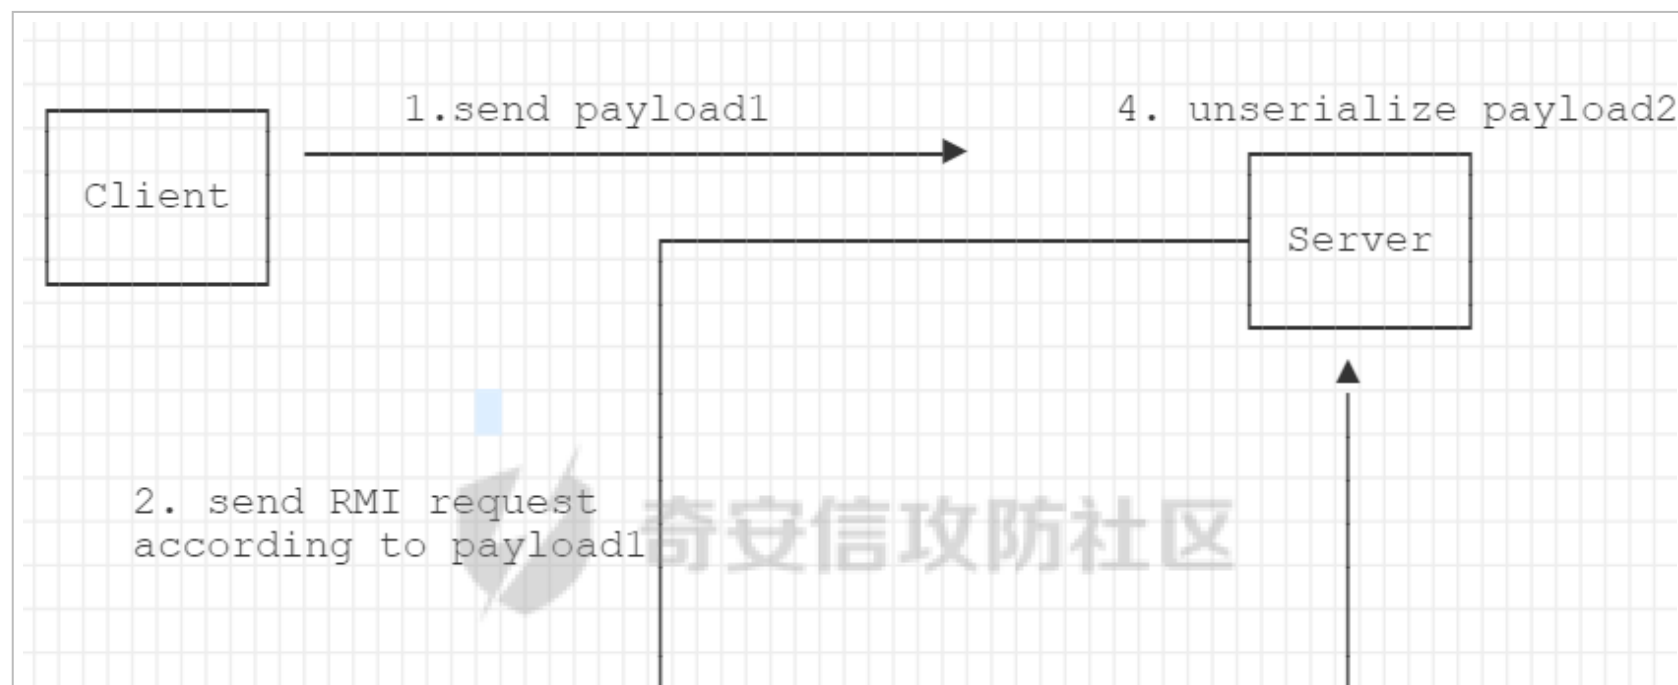 1.send payload1
4. unserialize payload2
Client
Server
2. send RMI request
according to payload1
奇安信攻防社区